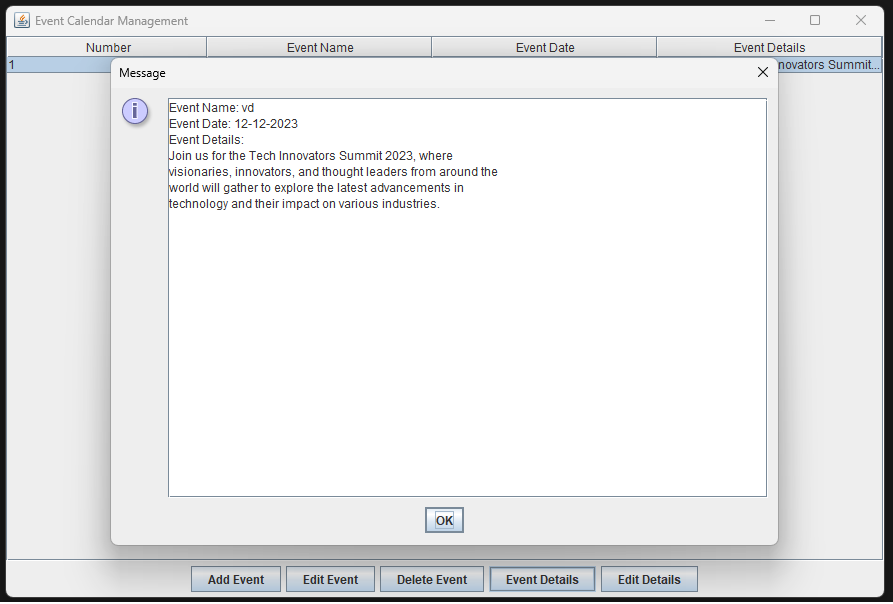 Event Calendar Management
Number Event Name Event Date Event Details
1
novators Summit...
Message
Event Name: vd
Event Date: 12-12-2023
Event Details:
Join us for the Tech Innovators Summit 2023, where
visionaries, innovators, and thought leaders from around the
world will gather to explore the latest advancements in
technology and their impact on various industries.
OK
Add Event Edit Event Delete Event Event Details Edit Details